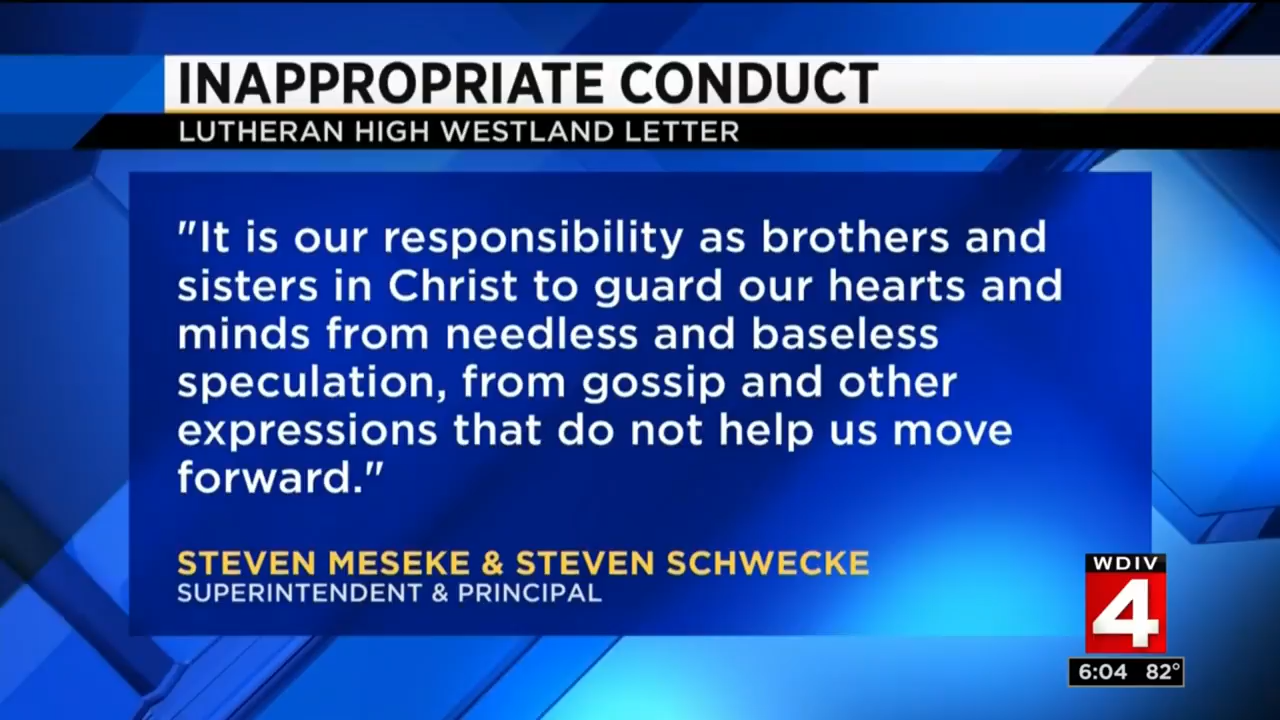 INAPPROPRIATE CONDUCT
LUTHERAN HIGH WESTLAND LETTER
"It is our responsibility as brothers and
sisters in Christ to guard our hearts and
minds from needless and baseless
speculation, from gossip and other
expressions that do not help us move
forward."
STEVEN MESEKE & STEVEN SCHWECKE
SUPERINTENDENT & PRINCIPAL
WDIV
4
6:04 82°